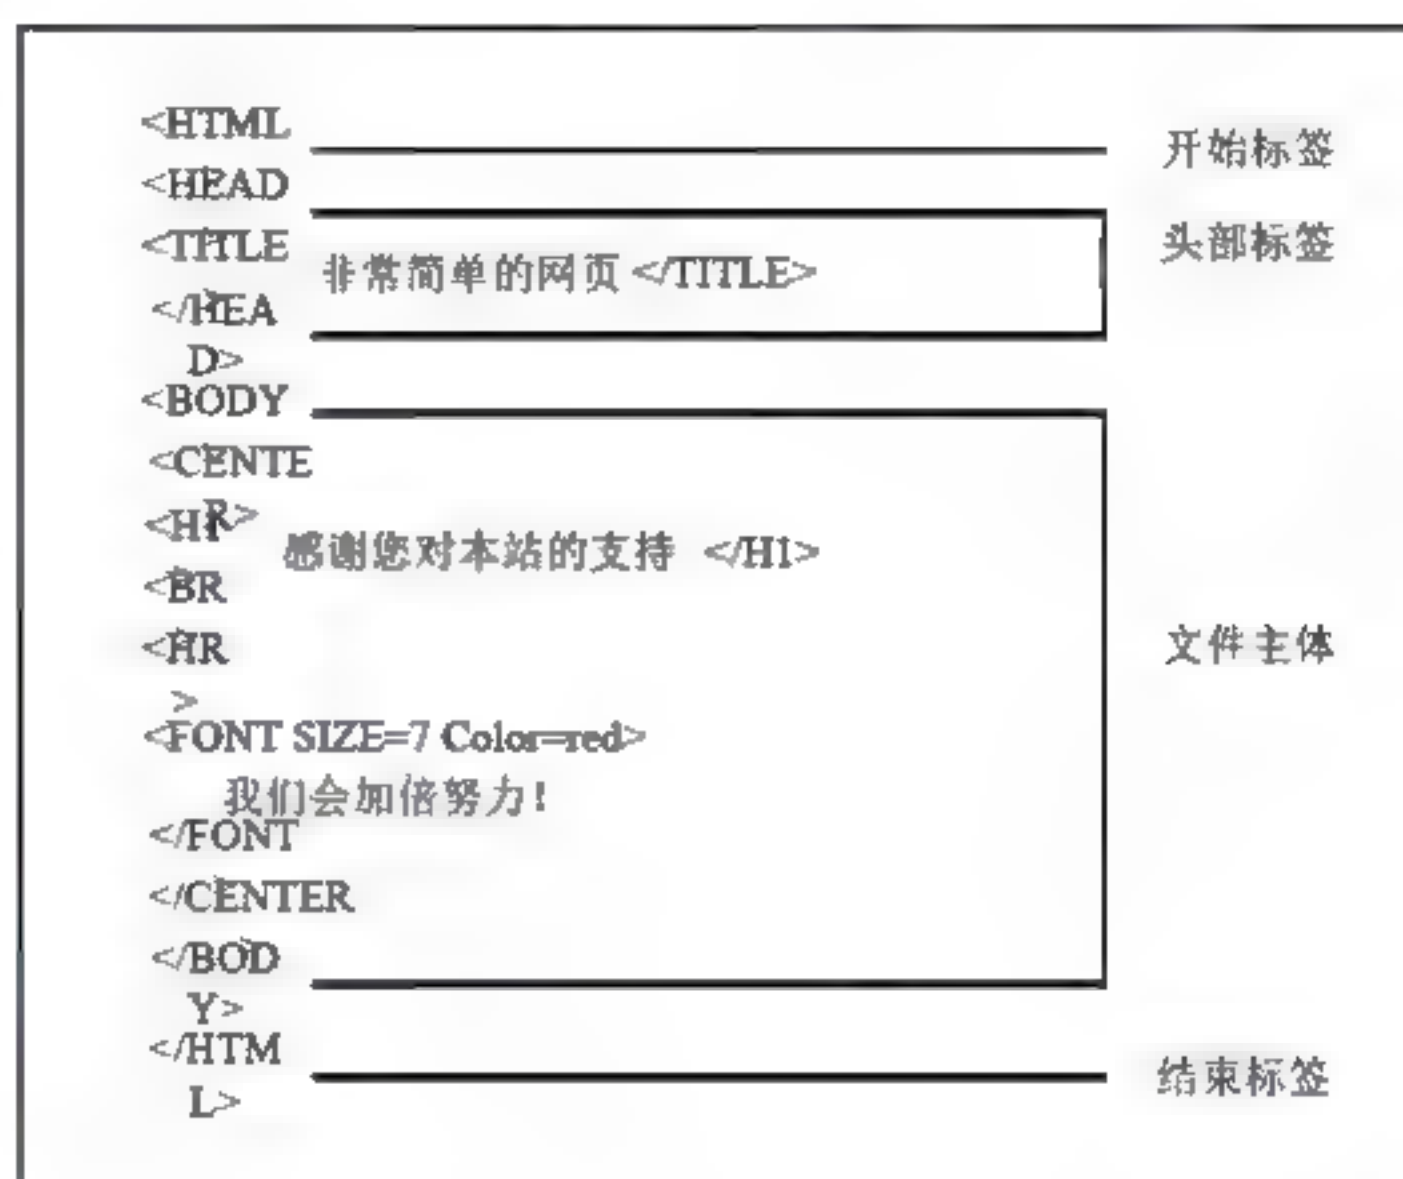 <HTML
>
开始标签
<HEAD
>
头部标签
<TITLE
>
非常简单的网页 </TITLE>
</HEA
D>
<BODY
>
<CENTE
R>
<H1
>
感谢您对本站的支持 </H1>
<BR
>
<HR
>
文件主体
<FONT SIZE=7 Color=red>
我们会加倍努力!
</FONT
>
</CENTER
>
</BOD
Y>
</HTM
L>
结束标签